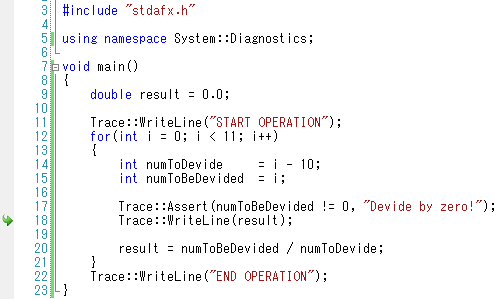 3 #include "stdafx.h"
4
5 using namespace System::Diagnostics;
6
7 void main()
8 {
9 double result = 0.0;
10
11 Trace::WriteLine("START OPERATION");
12 for(int i = 0; i < 11; i++)
13 {
14 int numToDevide = i - 10;
15 int numToBeDevided = i;
16
17 Trace::Assert(numToBeDevided != 0, "Devide by zero!");
18 Trace::WriteLine(result);
19
20 result = numToBeDevided / numToDevide;
21 }
22 Trace::WriteLine("END OPERATION");
23 }